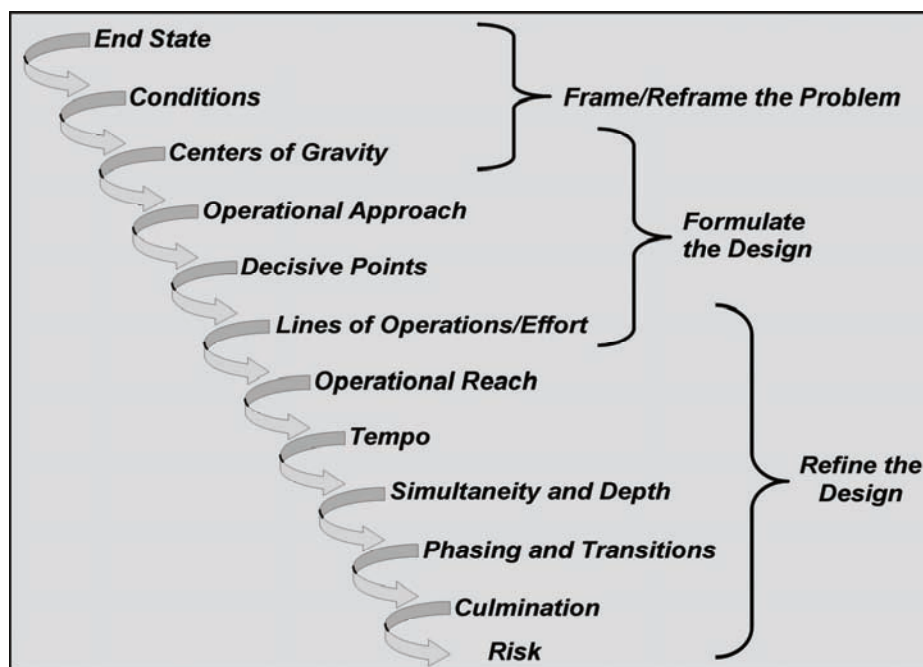 End State
Conditions
Frame/Reframe the Problem
Centers of Gravity
Operational Approach
Formulate
the Design
Decisive Points
Lines of Operations/Effort
Operational Reach
Tempo
Refine the
Design
Simultaneity and Depth
Phasing and Transitions
Culmination
Risk